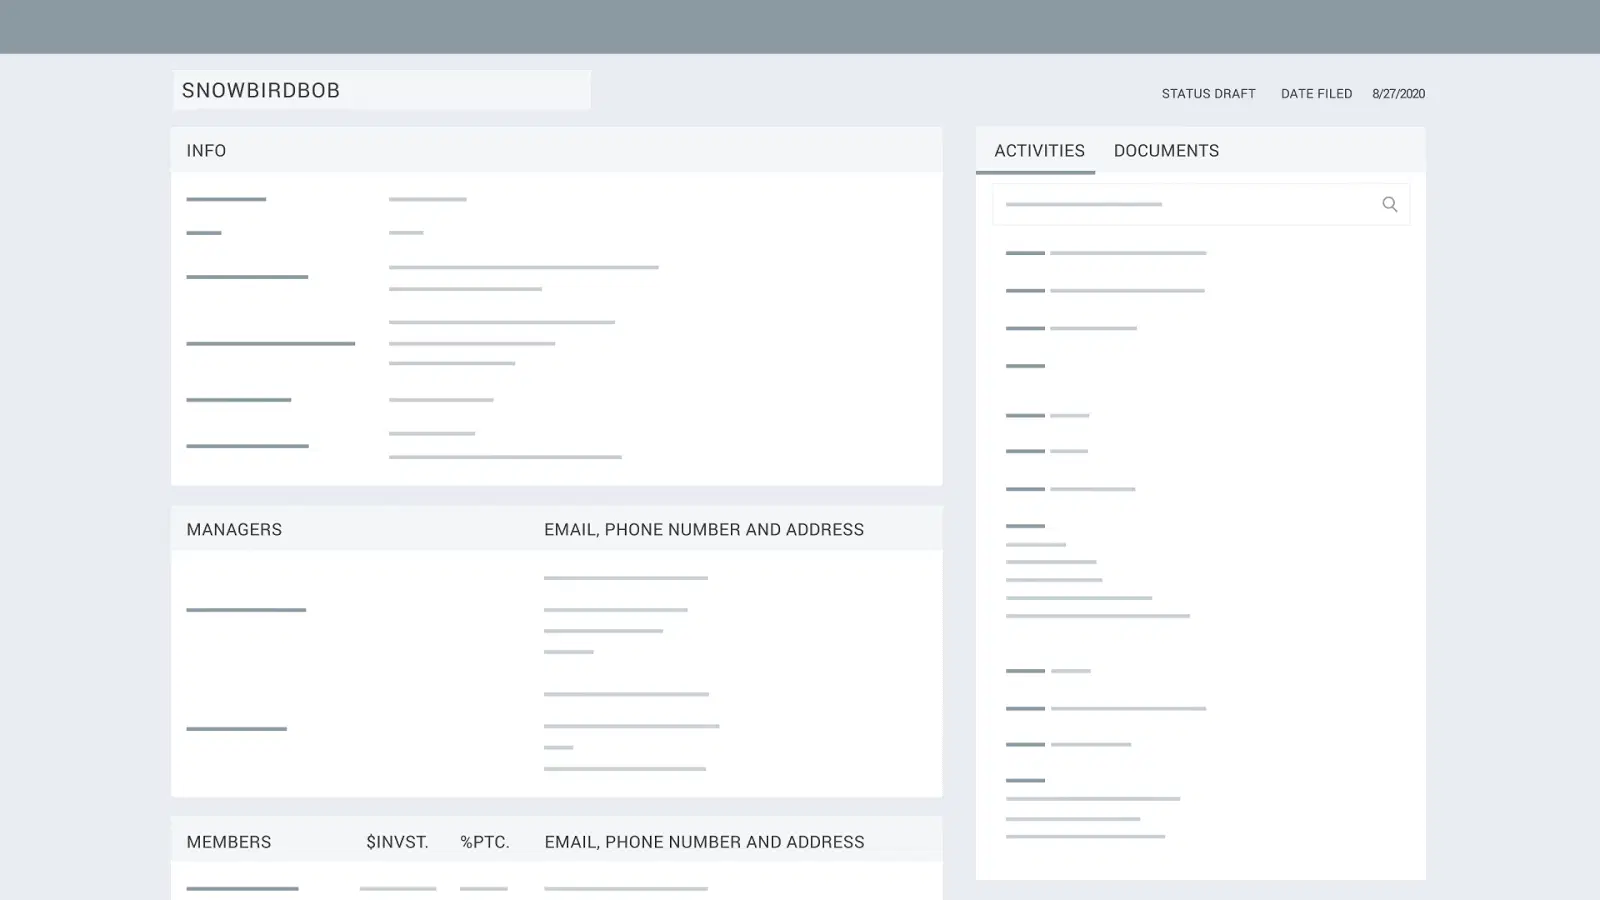 SNOWBIRDBOB
STATUS DRAFT DATE FILED 8/27/2020
INFO
ACTIVITIES DOCUMENTS
MANAGERS EMAIL, PHONE NUMBER AND ADDRESS
MEMBERS $INVST. %PTC. EMAIL, PHONE NUMBER AND ADDRESS